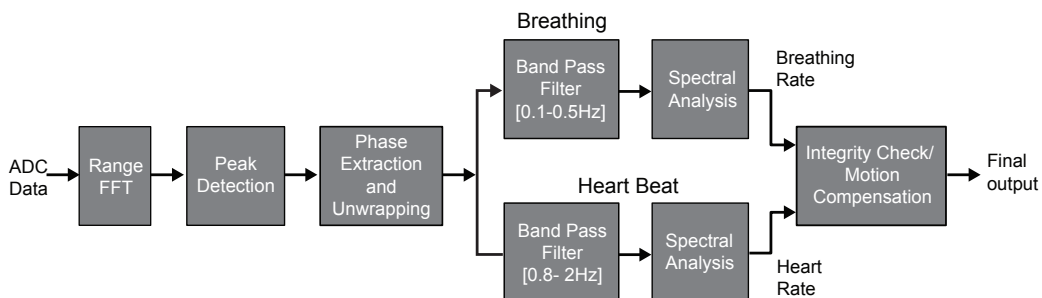 ADC
Data
Range
FFT
Peak
Detection
Phase
Extraction
and
Unwrapping
Breathing
Band Pass
Filter
[0.1-0.5Hz]
Spectral
Analysis
Breathing
Rate
Heart Beat
Band Pass
Filter
[0.8- 2Hz]
Spectral
Analysis
Heart
Rate
Integrity Check/
Motion
Compensation
Final
output